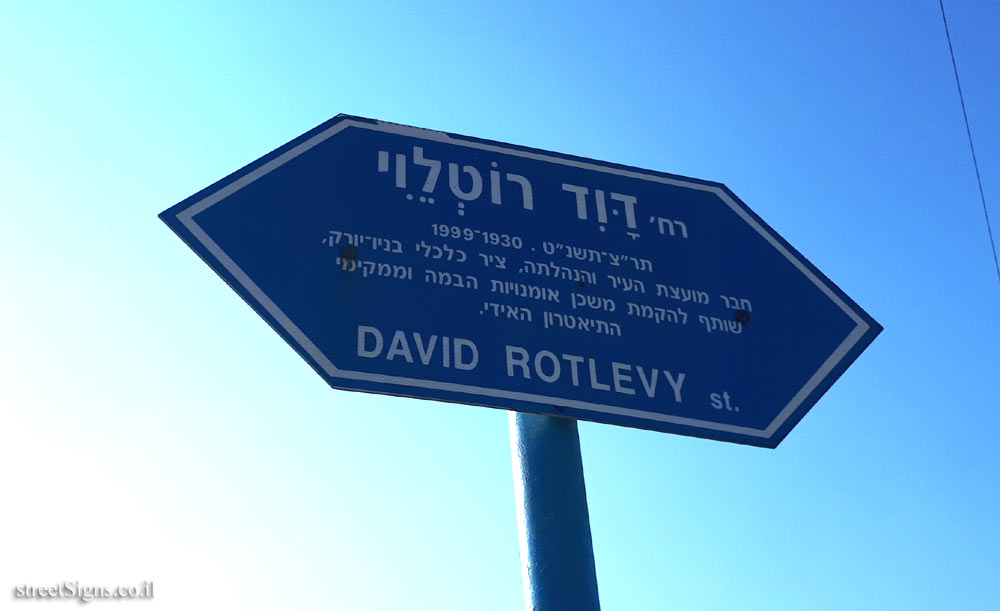 רח׳ דָּוִד רוֹטְלֵוִי
תר"צ-תשנ"ט . 1930-1999
חבר מועצת העיר והנהלתה, ציר כלכלי בניו-יורק,
שותף להקמת משכן אומנויות הבמה וממקימי
התיאטרון האידי.
DAVID ROTLEVY st.
streetSigns.co.il